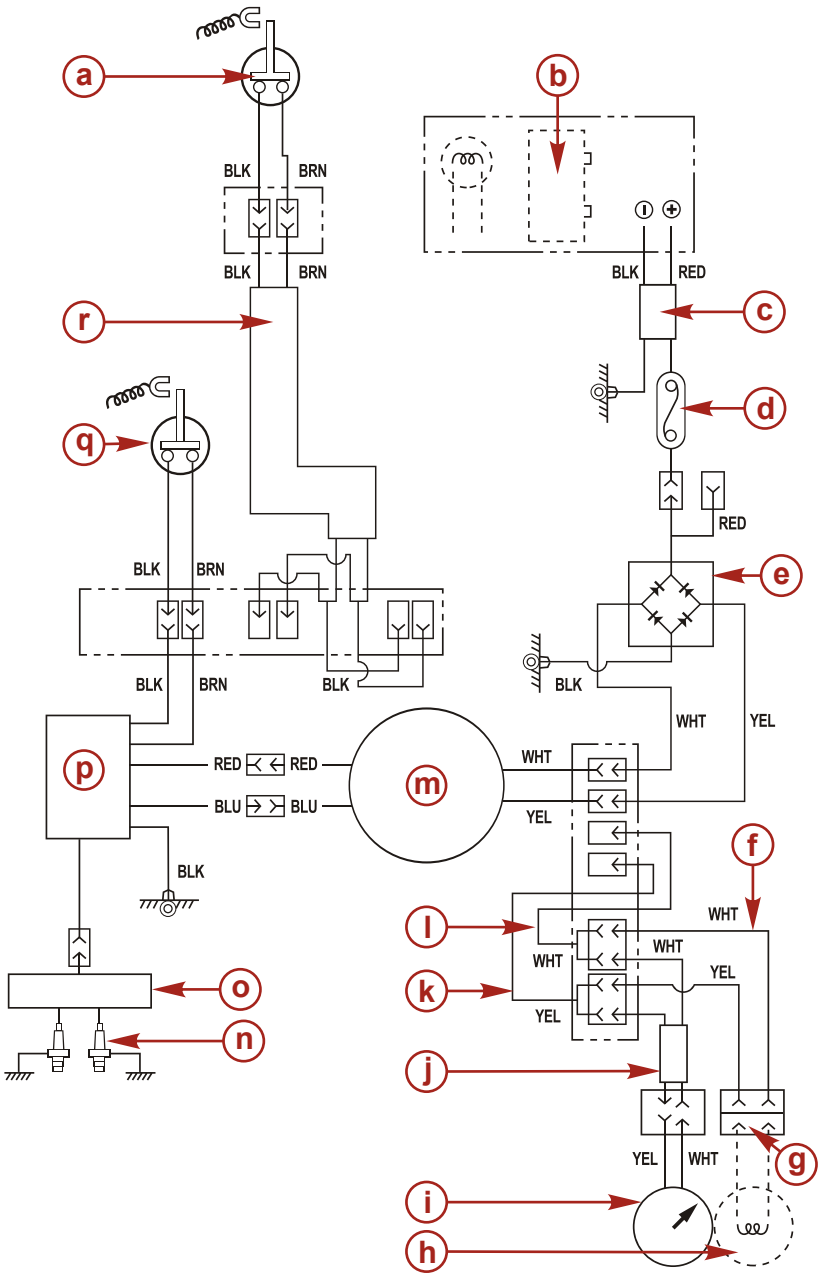 a
b
BLK BRN
− +
BLK BRN
BLK RED
r
c
d
q
RED
BLK BRN
e
BLK BRN BLK
BLK
WHT YEL
p
RED RED
m
WHT
BLU BLU
YEL
f
BLK
WHT
l
WHT
WHT
YEL
o
k
YEL
n
j
YEL WHT
g
i
h